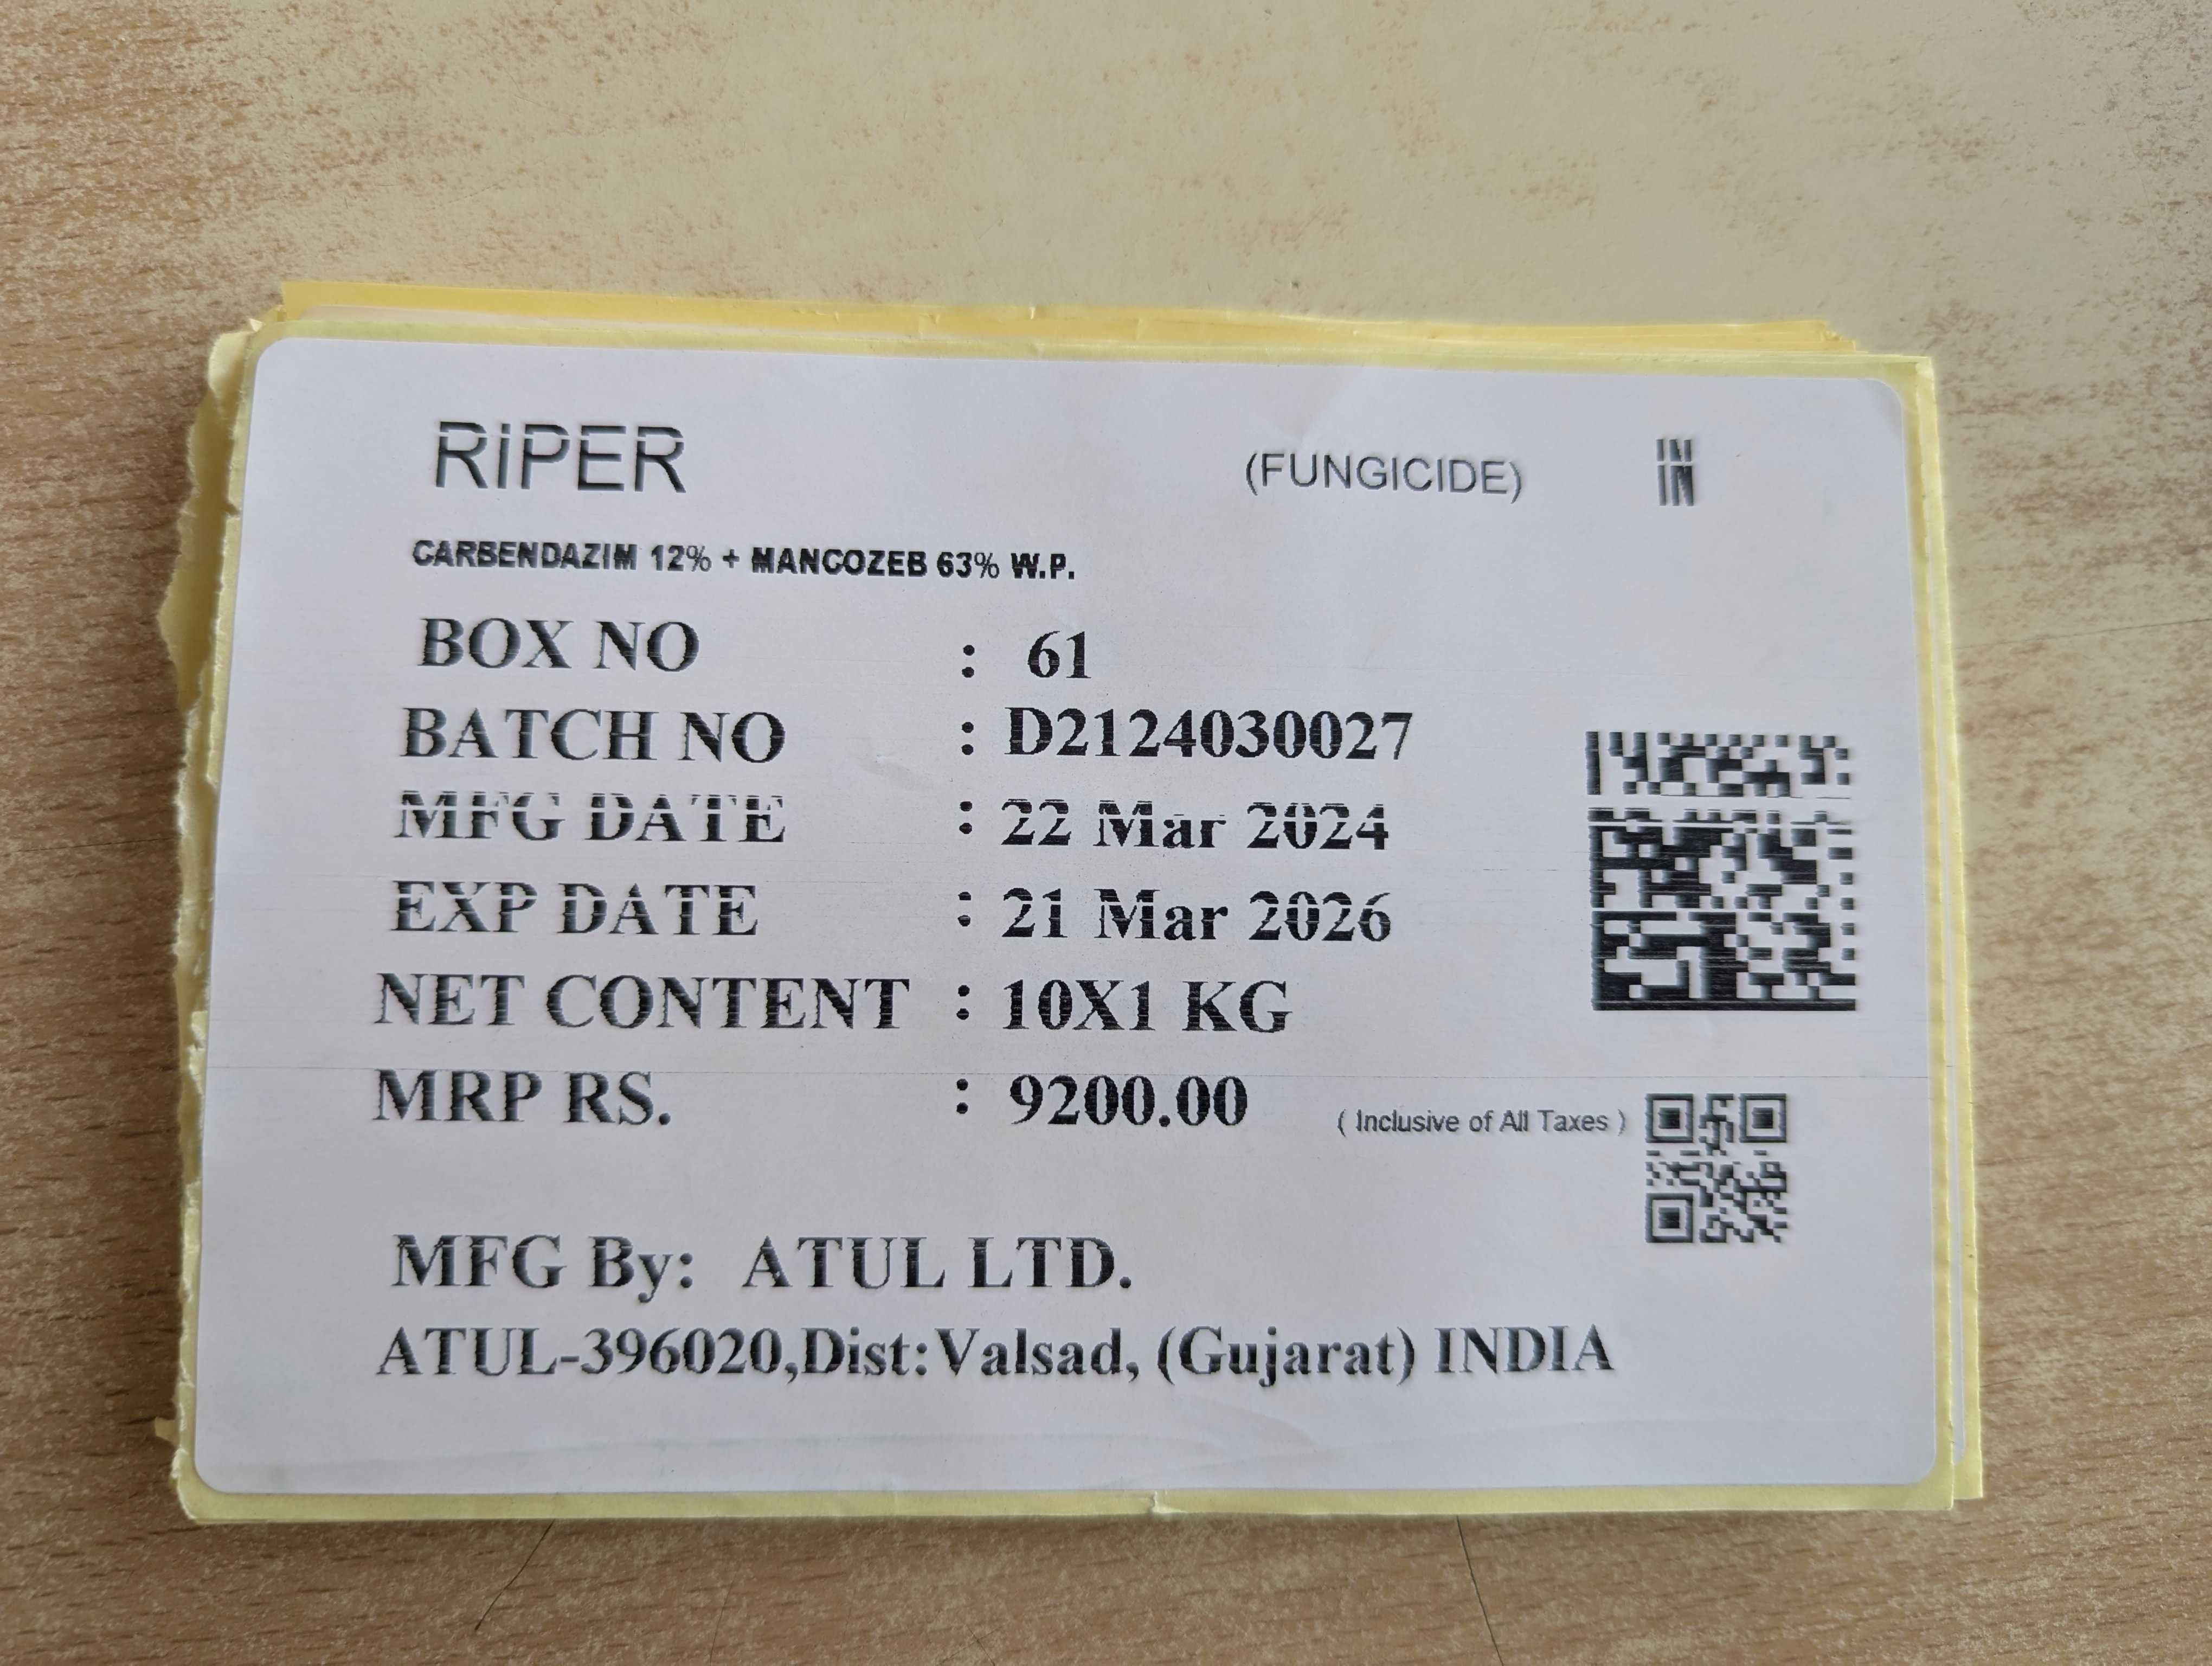 RiPER (FUNGICIDE) IN
CARBENDAZIM 12% + MANCOZEB 63% W.P.
BOX NO : 61
BATCH NO : D2124030027
MFG DATE : 22 Mar 2024
EXP DATE : 21 Mar 2026
NET CONTENT : 10X1 KG
MRP RS. : 9200.00 ( Inclusive of All Taxes )
MFG By: ATUL LTD.
ATUL-396020,Dist:Valsad, (Gujarat) INDIA